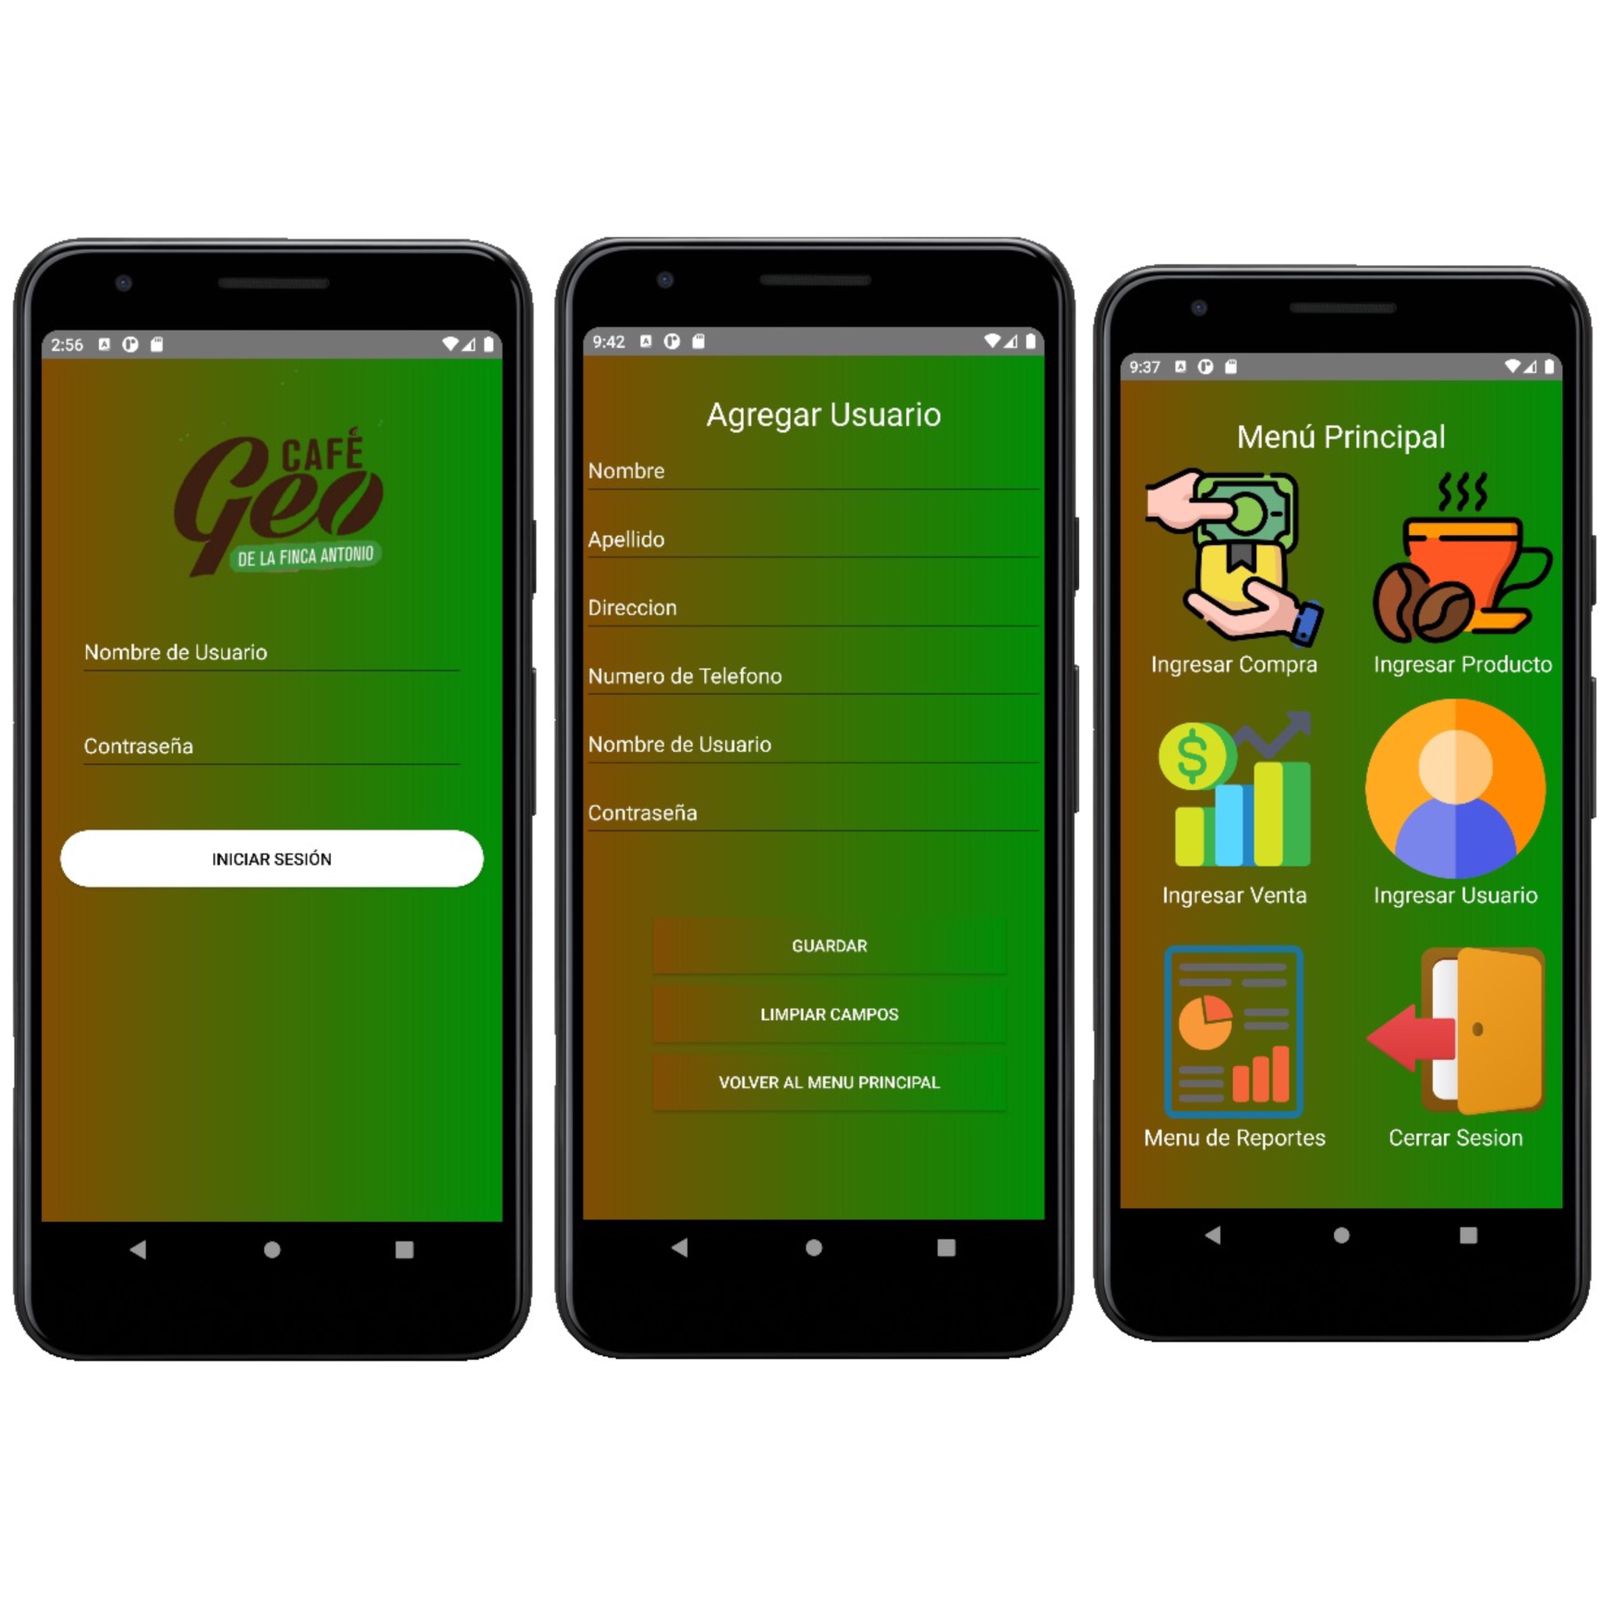 2:56
CAFÉ
Geo
DE LA FINCA ANTONIO
Nombre de Usuario
Contraseña
INICIAR SESIÓN
9:42
Agregar Usuario
Nombre
Apellido
Direccion
Numero de Telefono
Nombre de Usuario
Contraseña
GUARDAR
LIMPIAR CAMPOS
VOLVER AL MENU PRINCIPAL
9:37
Menú Principal
Ingresar Compra
Ingresar Producto
Ingresar Venta
Ingresar Usuario
Menu de Reportes
Cerrar Sesion